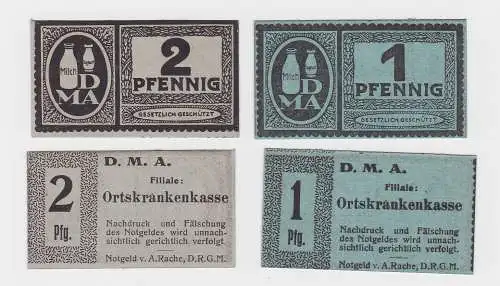 Milch
D
MA
2
PFENNIG
GESETZLICH GESCHÜTZT
Milch
D
MA
1
PFENNIG
GESETZLICH GESCHÜTZT
2
Pfg.
D. M. A.
Filiale:
Ortskrankenkasse
Nachdruck und Fälschung
des Notgeldes wird unnach-
sichtlich gerichtlich verfolgt.
Notgeld v. A.Rache, D.R.G.M.
1
Pfg.
D. M. A.
Filiale:
Ortskrankenkasse
Nachdruck und Fälschung
des Notgeldes wird unnach-
sichtlich gerichtlich verfolgt.
Notgeld v. A.Rache, D.R.G.M.